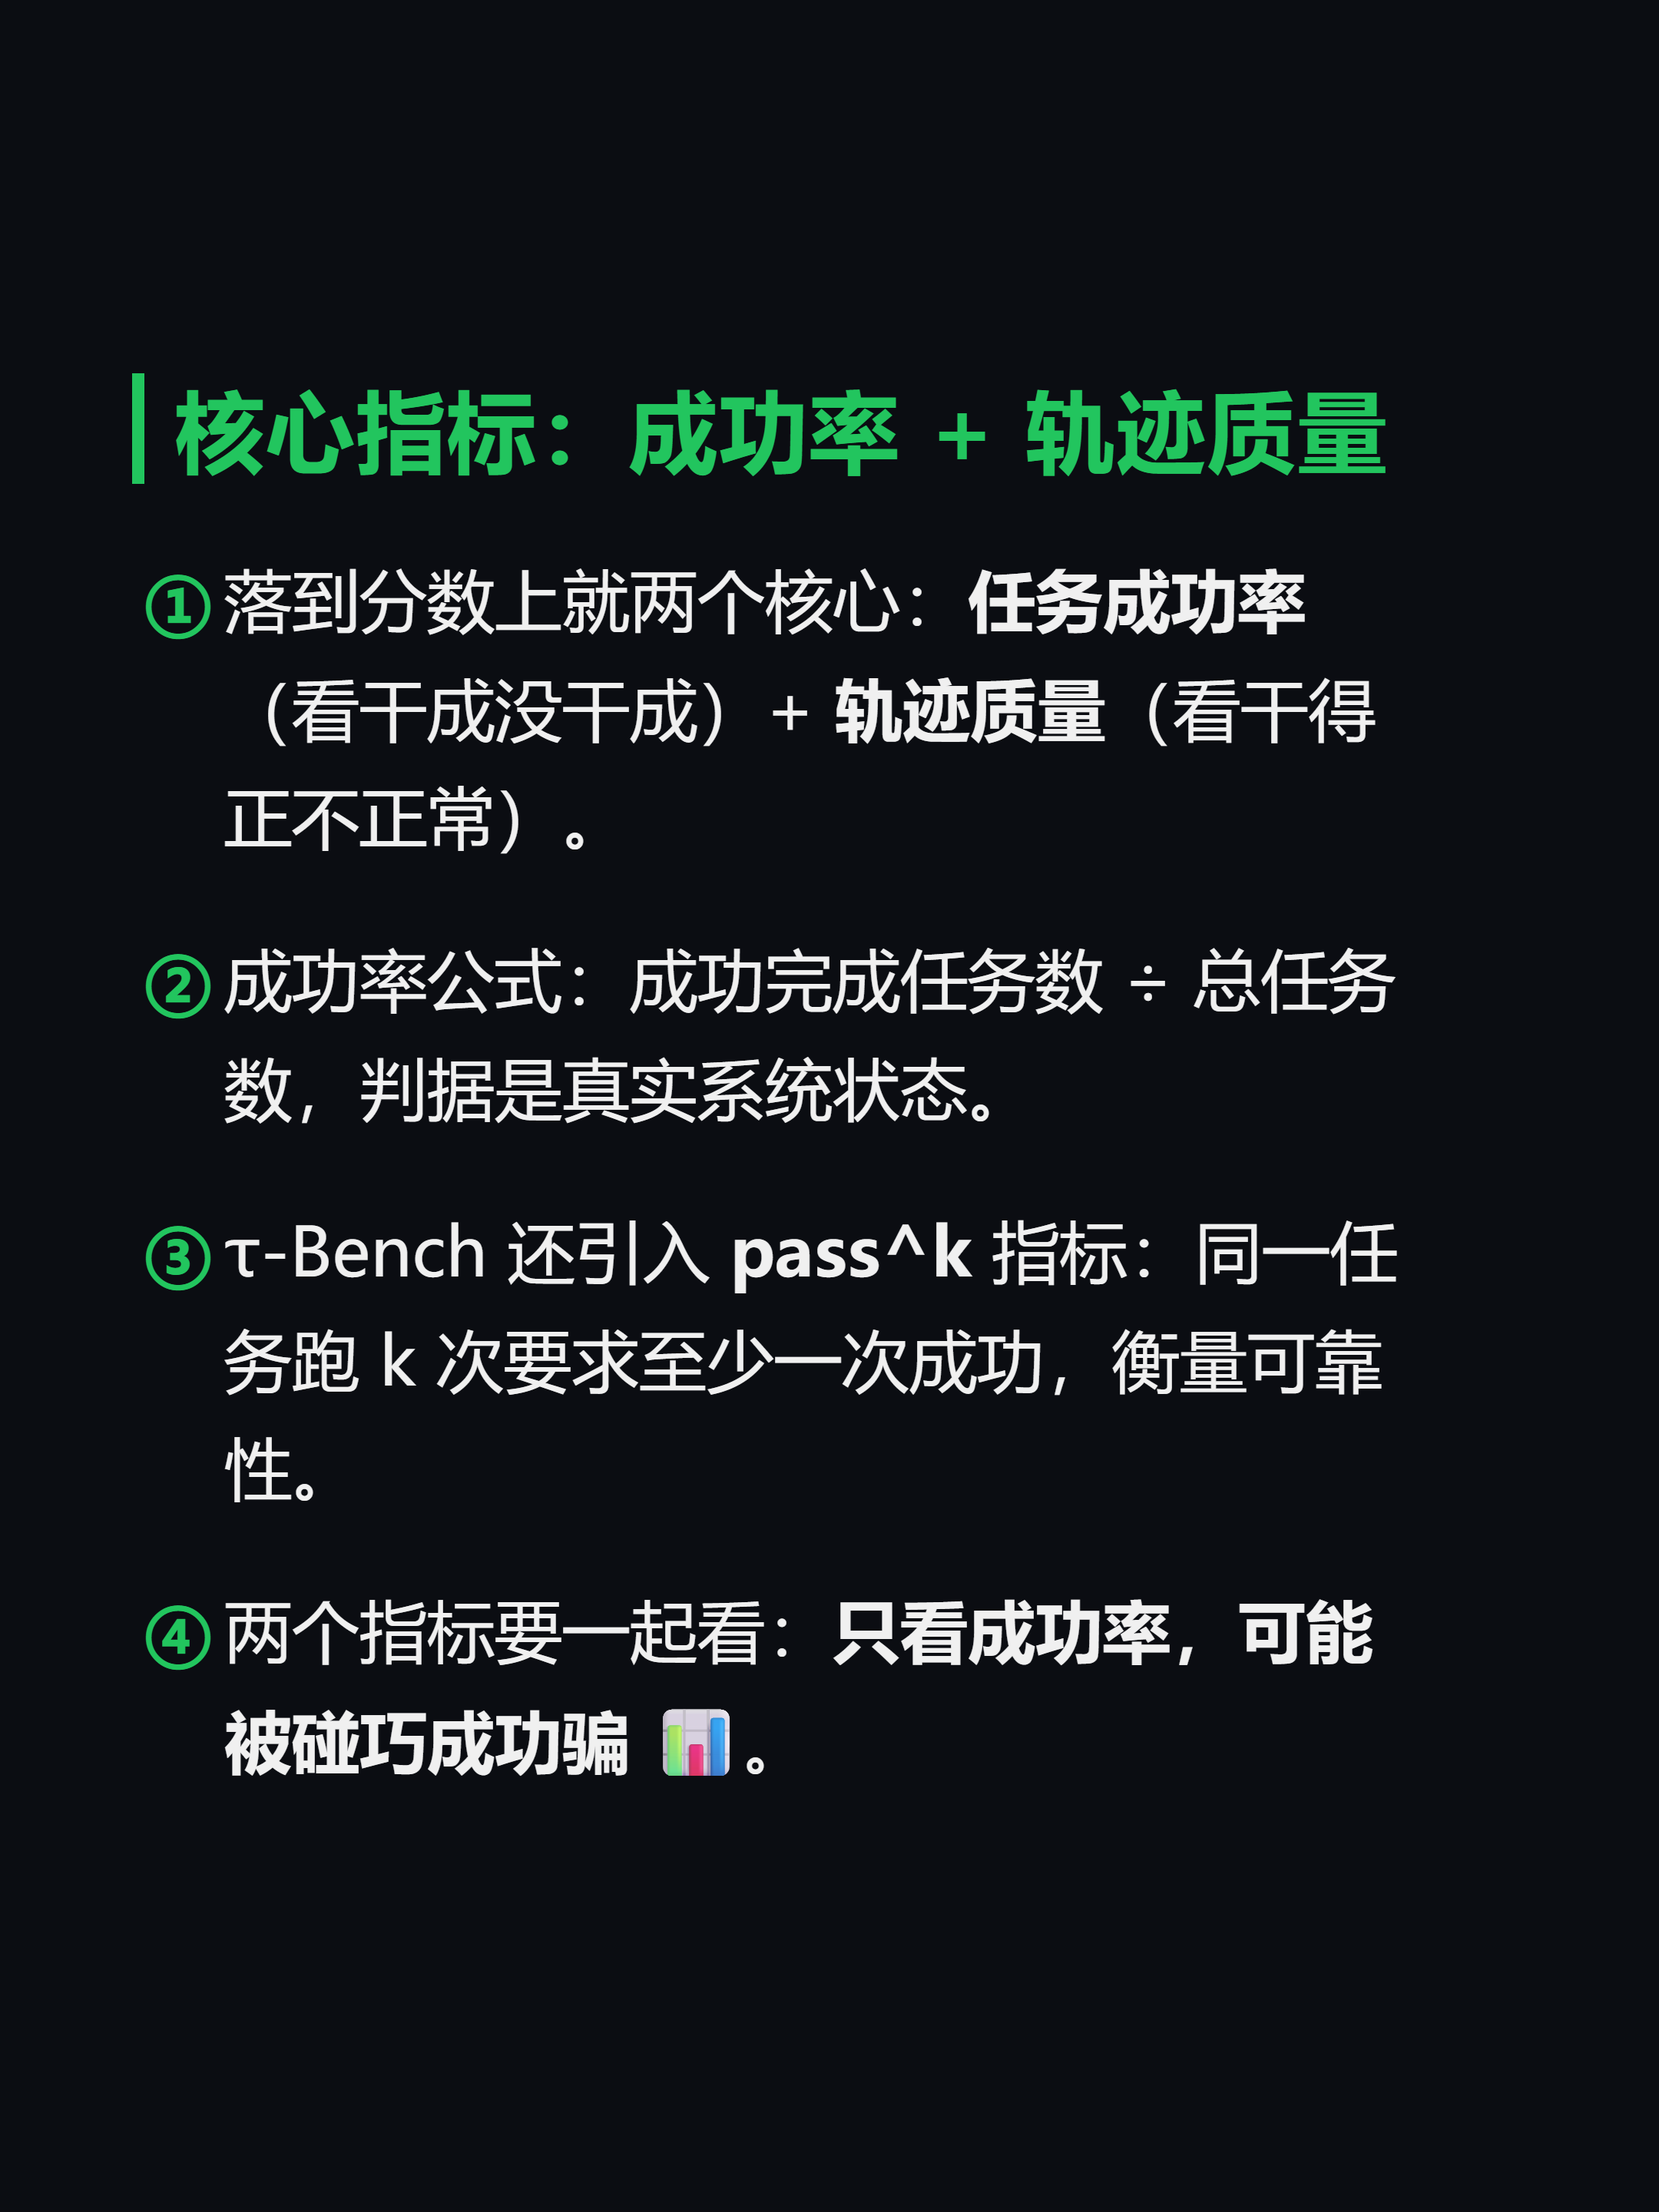 核心指标：成功率 + 轨迹质量
① 落到分数上就两个核心：任务成功率
（看干成没干成）+ 轨迹质量（看干得
正不正常）。
② 成功率公式：成功完成任务数 ÷ 总任务
数，判据是真实系统状态。
③ τ-Bench 还引入 pass^k 指标：同一任
务跑 k 次要求至少一次成功，衡量可靠
性。
④ 两个指标要一起看：只看成功率，可能
被碰巧成功骗 📊。